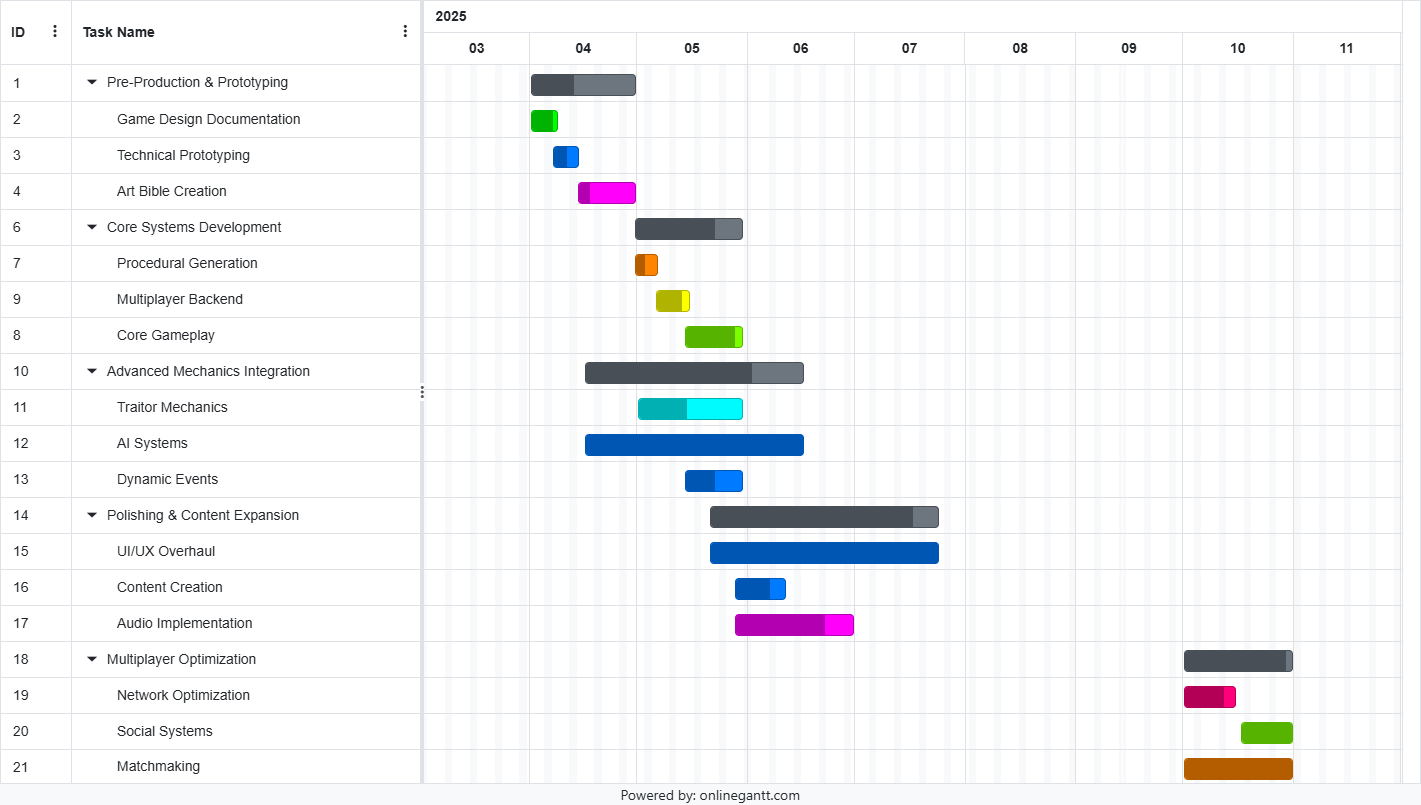 2025
ID Task Name
03 04 05 06 07 08 09 10 11
1 Pre-Production & Prototyping
2 Game Design Documentation
3 Technical Prototyping
4 Art Bible Creation
6 Core Systems Development
7 Procedural Generation
9 Multiplayer Backend
8 Core Gameplay
10 Advanced Mechanics Integration
11 Traitor Mechanics
12 AI Systems
13 Dynamic Events
14 Polishing & Content Expansion
15 UI/UX Overhaul
16 Content Creation
17 Audio Implementation
18 Multiplayer Optimization
19 Network Optimization
20 Social Systems
21 Matchmaking
Powered by: onlinegantt.com